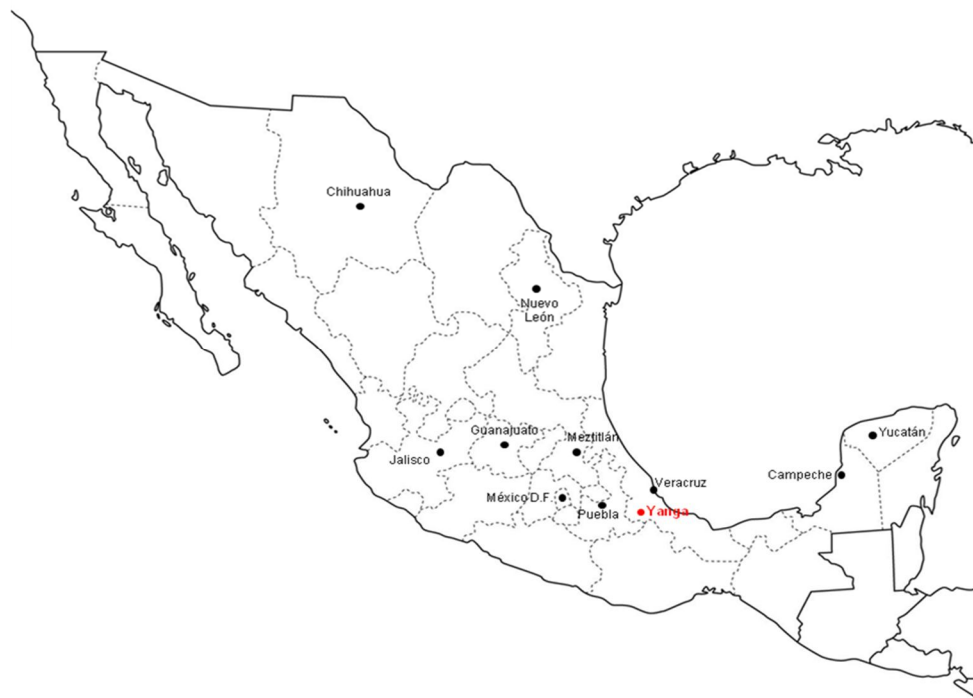 Chihuahua
Nuevo
León
Guanajuato
Meztitlán
Yucatán
Jalisco
Campeche
Veracruz
México D.F.
Puebla
Yanga